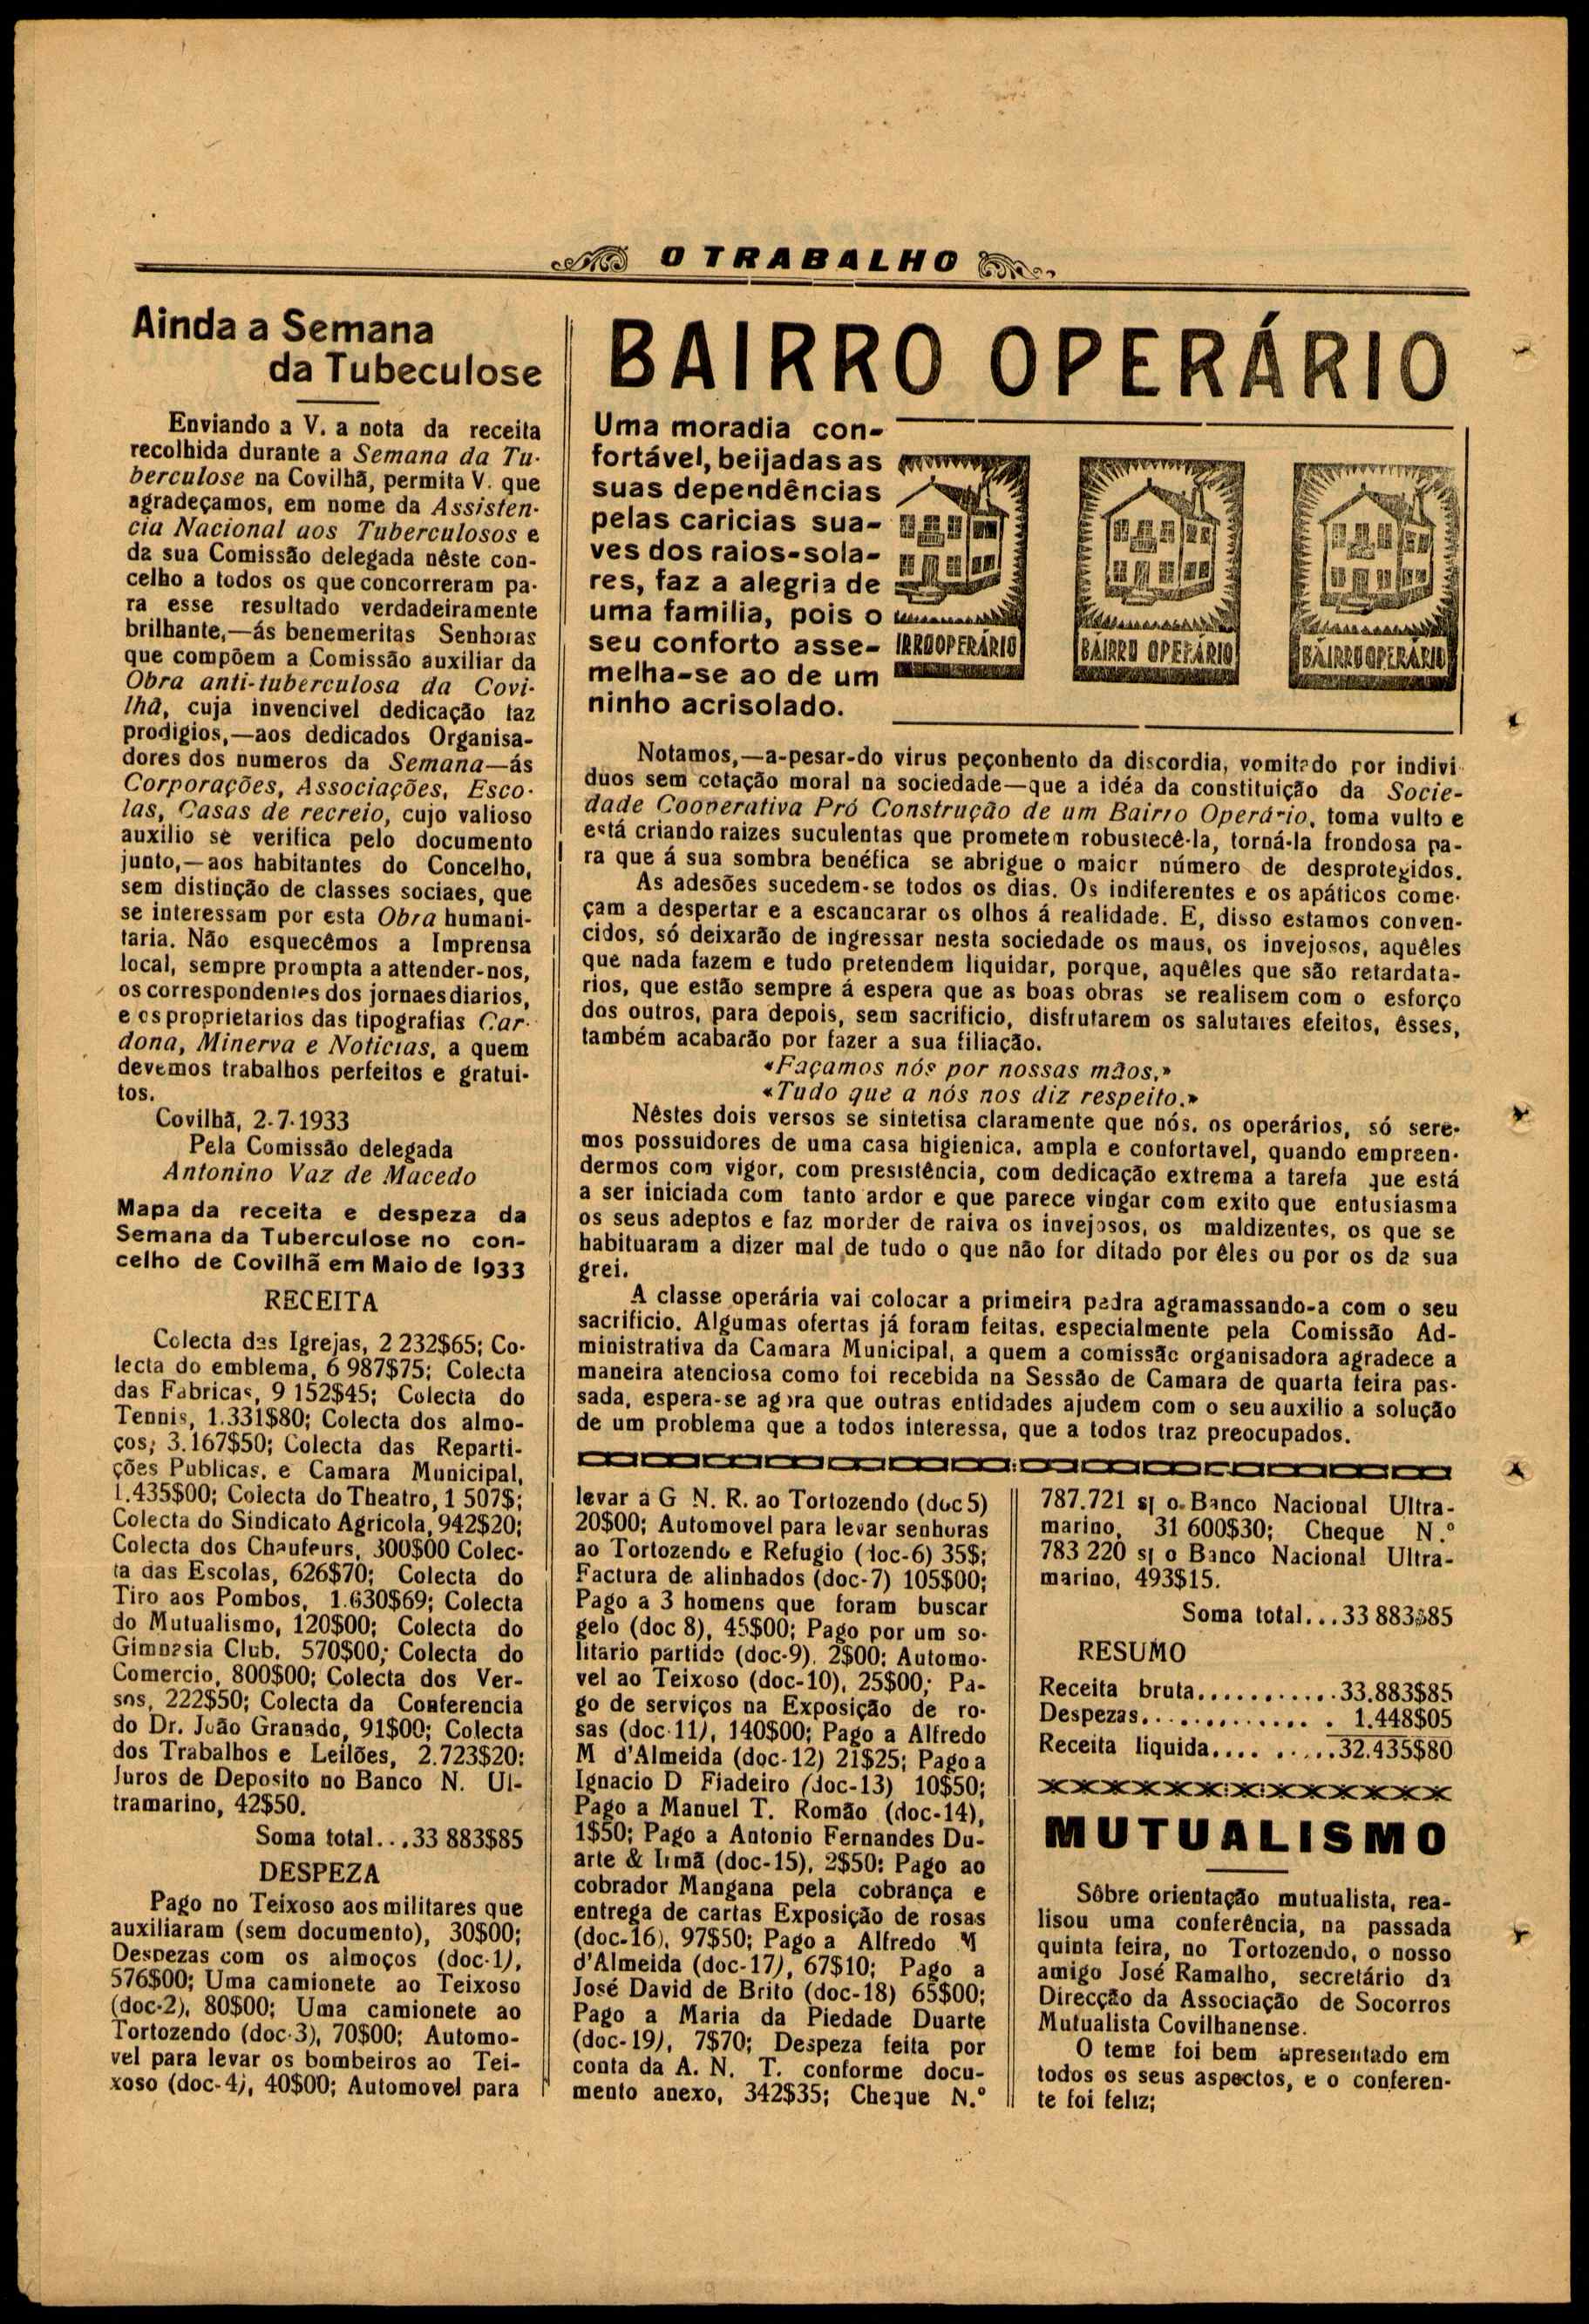 O TRABALHO
Ainda a Semana
da Tubeculose
Enviando a V. a nota da receita
recolhida durante a Semana da Tu-
berculose na Covilhã, permita V. que
agradeçamos, em nome da Assisten-
cia Nacional aos Tuberculosos e
da sua Comissão delegada nêste con-
celho a todos os que concorreram pa-
ra esse resultado verdadeiramente
brilhante,—ás benemeritas Senhoras
que compõem a Comissão auxiliar da
Obra anti-tuberculosa da Covi-
lhã, cuja invencivel dedicação faz
prodigios,—aos dedicados Organisa-
dores dos numeros da Semana—ás
Corporações, Associações, Esco-
las, Casas de recreio, cujo valioso
auxilio se verifica pelo documento
junto,—aos habitantes do Concelho,
sem distinção de classes sociaes, que
se interessam por esta Obra humani-
taria. Não esquecêmos a Imprensa
local, sempre prompta a attender-nos,
os correspondentes dos jornaes diarios,
e os proprietarios das tipografias Car-
dona, Minerva e Noticias, a quem
devemos trabalhos perfeitos e gratui-
tos.
Covilhã, 2-7-1933
Pela Comissão delegada
Antonino Vaz de Macedo
Mapa da receita e despeza da
Semana da Tuberculose no con-
celho de Covilhã em Maio de 1933
RECEITA
Colecta das Igrejas, 2 232$65; Co-
lecta do emblema, 6 987$75; Colecta
das Fabricas, 9 152$45; Colecta do
Tennis, 1.331$80; Colecta dos almo-
ços, 3.167$50; Colecta das Reparti-
ções Publicas, e Camara Municipal,
1.435$00; Colecta do Theatro, 1 507$;
Colecta do Sindicato Agricola, 942$20;
Colecta dos Chaufeurs, 300$00 Colec-
ta das Escolas, 626$70; Colecta do
Tiro aos Pombos, 1.630$69; Colecta
do Mutualismo, 120$00; Colecta do
Gimnasia Club. 570$00; Colecta do
Comercio, 800$00; Colecta dos Ver-
sos, 222$50; Colecta da Conferencia
do Dr. João Granado, 91$00; Colecta
dos Trabalhos e Leilões, 2.723$20;
Juros de Deposito no Banco N. Ul-
tramarino, 42$50.
Soma total...33 883$85
DESPEZA
Pago no Teixoso aos militares que
auxiliaram (sem documento), 30$00;
Despezas com os almoços (doc-1),
576$00; Uma camionete ao Teixoso
(doc-2), 80$00; Uma camionete ao
Tortozendo (doc-3), 70$00; Automo-
vel para levar os bombeiros ao Tei-
xoso (doc-4), 40$00; Automovel para
BAIRRO OPERÁRIO
Uma moradia con-
fortável, beijadas as
suas dependências
pelas caricias sua-
ves dos raios-sola-
res, faz a alegria de
uma familia, pois o
seu conforto asse-
melha-se ao de um
ninho acrisolado.
IRRO OPERÁRIO
BAIRRO OPERÁRIO
BAIRRO OPERÁRIO
Notamos,—a-pesar-do virus peçonhento da discordia, vomitado por indivi
duos sem cotação moral na sociedade—que a idéa da constituição da Socie-
dade Cooperativa Pró Construção de um Bairro Operário, toma vulto e
está criando raizes suculentas que prometem robustecê-la, torná-la frondosa pa-
ra que á sua sombra benéfica se abrigue o maior número de desprotegidos.
As adesões sucedem-se todos os dias. Os indiferentes e os apáticos come-
çam a despertar e a escancarar os olhos á realidade. E, disso estamos conven-
cidos, só deixarão de ingressar nesta sociedade os maus, os invejosos, aquêles
que nada fazem e tudo pretendem liquidar, porque, aquêles que são retardata-
rios, que estão sempre á espera que as boas obras se realisem com o esforço
dos outros, para depois, sem sacrificio, disfrutarem os salutares efeitos, êsses,
também acabarão por fazer a sua filiação.
«Façamos nós por nossas mãos,»
«Tudo que a nós nos diz respeito.»
Nêstes dois versos se sintetisa claramente que nós, os operários, só sere-
mos possuidores de uma casa higienica, ampla e confortavel, quando empreen-
dermos com vigor, com presistência, com dedicação extrema a tarefa que está
a ser iniciada com tanto ardor e que parece vingar com exito que entusiasma
os seus adeptos e faz morder de raiva os invejosos, os maldizentes, os que se
habituaram a dizer mal de tudo o que não for ditado por êles ou por os da sua
grei.
A classe operária vai colocar a primeira pedra agramassando-a com o seu
sacrificio. Algumas ofertas já foram feitas, especialmente pela Comissão Ad-
ministrativa da Camara Municipal, a quem a comissão organisadora agradece a
maneira atenciosa como foi recebida na Sessão de Camara de quarta feira pas-
sada, espera-se agora que outras entidades ajudem com o seu auxilio a solução
de um problema que a todos interessa, que a todos traz preocupados.
levar a G N. R. ao Tortozendo (doc 5)
20$00; Automovel para levar senhoras
ao Tortozendo e Refugio (doc-6) 35$;
Factura de alinhados (doc-7) 105$00;
Pago a 3 homens que foram buscar
gelo (doc 8), 45$00; Pago por um so-
litario partido (doc-9). 2$00; Automo-
vel ao Teixoso (doc-10), 25$00; Pa-
go de serviços na Exposição de ro-
sas (doc-11), 140$00; Pago a Alfredo
M d'Almeida (doc-12) 21$25; Pago a
Ignacio D Fiadeiro (doc-13) 10$50;
Pago a Manuel T. Romão (doc-14),
1$50; Pago a Antonio Fernandes Du-
arte & Irmã (doc-15), 2$50: Pago ao
cobrador Mangana pela cobrança e
entrega de cartas Exposição de rosas
(doc-16), 97$50; Pago a Alfredo M
d'Almeida (doc-17), 67$10; Pago a
José David de Brito (doc-18) 65$00;
Pago a Maria da Piedade Duarte
(doc-19), 7$70; Despeza feita por
conta da A. N. T. conforme docu-
mento anexo, 342$35; Cheque N.º
787.721 s| o Banco Nacional Ultra-
marino, 31 600$30; Cheque N.º
783 220 s| o Banco Nacional Ultra-
marino, 493$15.
Soma total...33 883$85
RESUMO
Receita bruta...........33.883$85
Despezas.............. 1.448$05
Receita liquida.... .....32.435$80
MUTUALISMO
Sôbre orientação mutualista, rea-
lisou uma conferência, na passada
quinta feira, no Tortozendo, o nosso
amigo José Ramalho, secretário da
Direcção da Associação de Socorros
Mutualista Covilhanense.
O teme foi bem apresentado em
todos os seus aspectos, e o conferen-
te foi feliz;